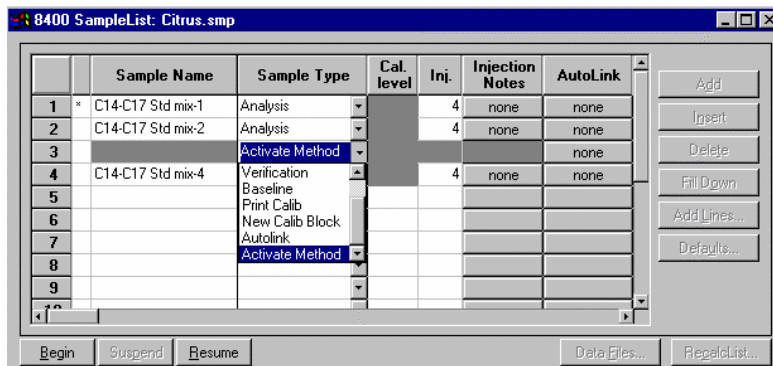 8400 SampleList: Citrus.smp
Sample Name Sample Type Cal. level Inj. Injection Notes AutoLink
1 * C14-C17 Std mix-1 Analysis 4 none none
2 C14-C17 Std mix-2 Analysis 4 none none
3 Activate Method none
4 C14-C17 Std mix-4 Verification 4 none none
Baseline
5 Print Calib
6 New Calib Block
7 Autolink
Activate Method
8
9
10
Add
Insert
Delete
Fill Down
Add Lines...
Defaults...
Begin Suspend Resume Data Files... RecalcList...